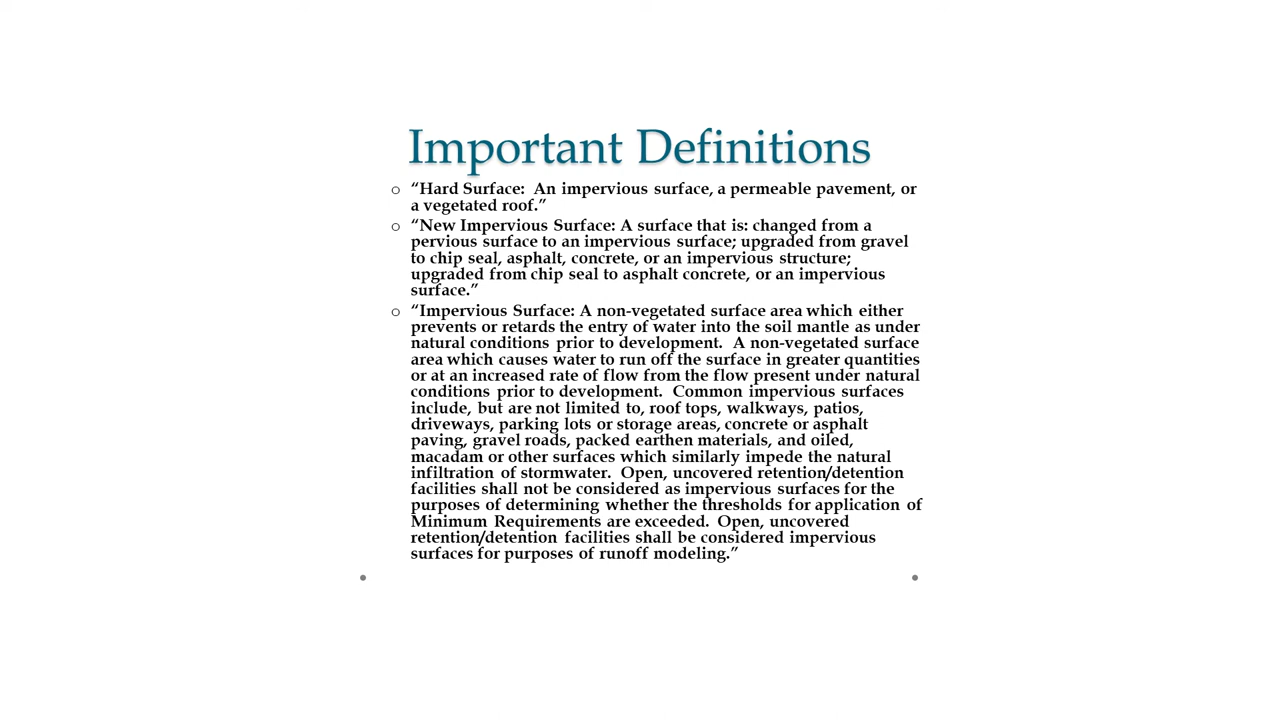 Important Definitions
o “Hard Surface:  An impervious surface, a permeable pavement, or
a vegetated roof.”
o “New Impervious Surface: A surface that is: changed from a
pervious surface to an impervious surface; upgraded from gravel
to chip seal, asphalt, concrete, or an impervious structure;
upgraded from chip seal to asphalt concrete, or an impervious
surface.”
o “Impervious Surface: A non-vegetated surface area which either
prevents or retards the entry of water into the soil mantle as under
natural conditions prior to development.  A non-vegetated surface
area which causes water to run off the surface in greater quantities
or at an increased rate of flow from the flow present under natural
conditions prior to development.  Common impervious surfaces
include, but are not limited to, roof tops, walkways, patios,
driveways, parking lots or storage areas, concrete or asphalt
paving, gravel roads, packed earthen materials, and oiled,
macadam or other surfaces which similarly impede the natural
infiltration of stormwater.  Open, uncovered retention/detention
facilities shall not be considered as impervious surfaces for the
purposes of determining whether the thresholds for application of
Minimum Requirements are exceeded.  Open, uncovered
retention/detention facilities shall be considered impervious
surfaces for purposes of runoff modeling.”